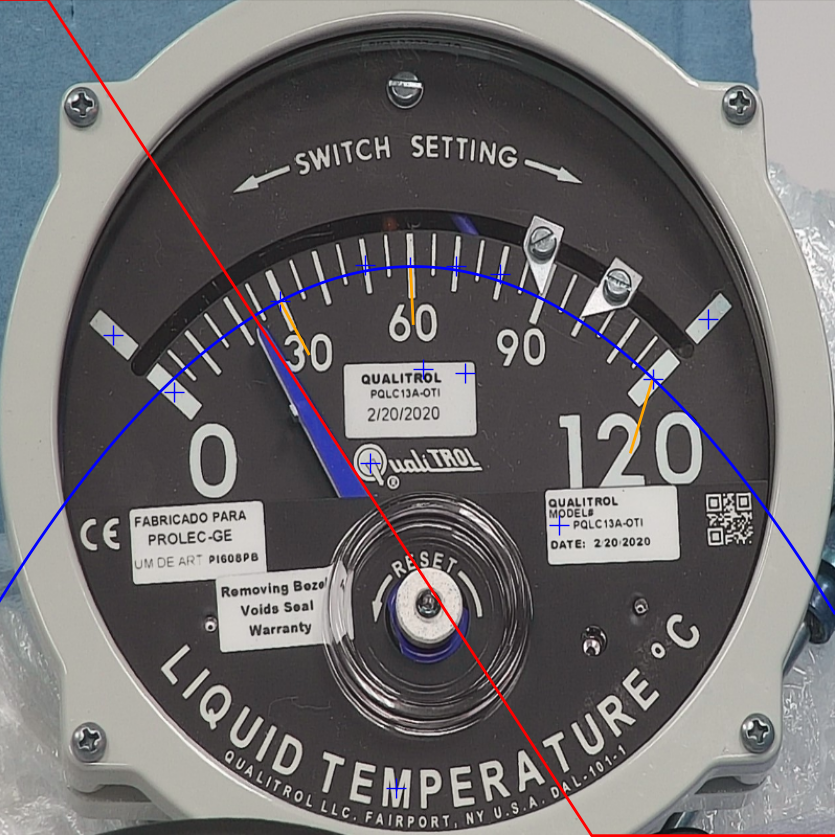 SWITCH SETTING
30
60
90
0
120
QUALITROL
PQLC13A-OTI
2/20/2020
QUALITROL
®
CE
FABRICADO PARA
PROLEC-GE
UM DE ART PI608PB
QUALITROL
MODEL#
PQLC13A-OTI
DATE: 2/20/2020
Removing Bezel
Voids Seal
Warranty
RESET
LIQUID TEMPERATURE °C
QUALITROL LLC. FAIRPORT, NY U.S.A. DAL-101-1